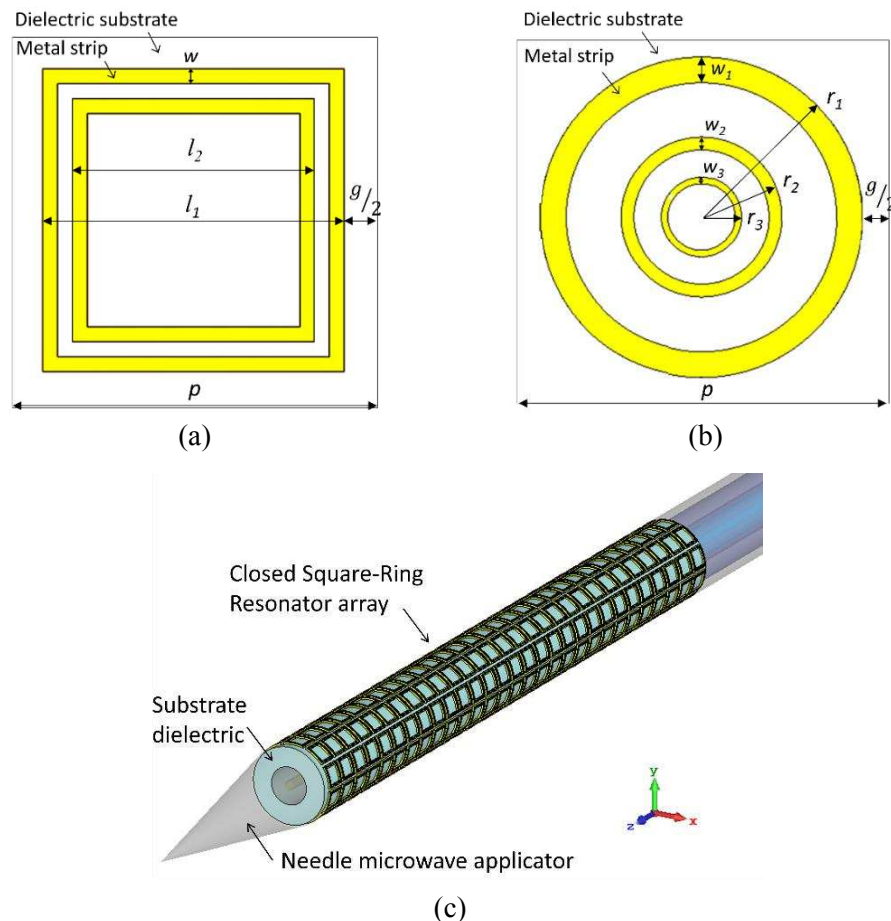 Dielectric substrate
Metal strip
w
l2
l1
g/2
p
(a)
Dielectric substrate
Metal strip
w1
r1
w2
w3
r2
r3
g/2
p
(b)
Closed Square-Ring
Resonator array
Substrate
dielectric
Needle microwave applicator
y
z
x
(c)